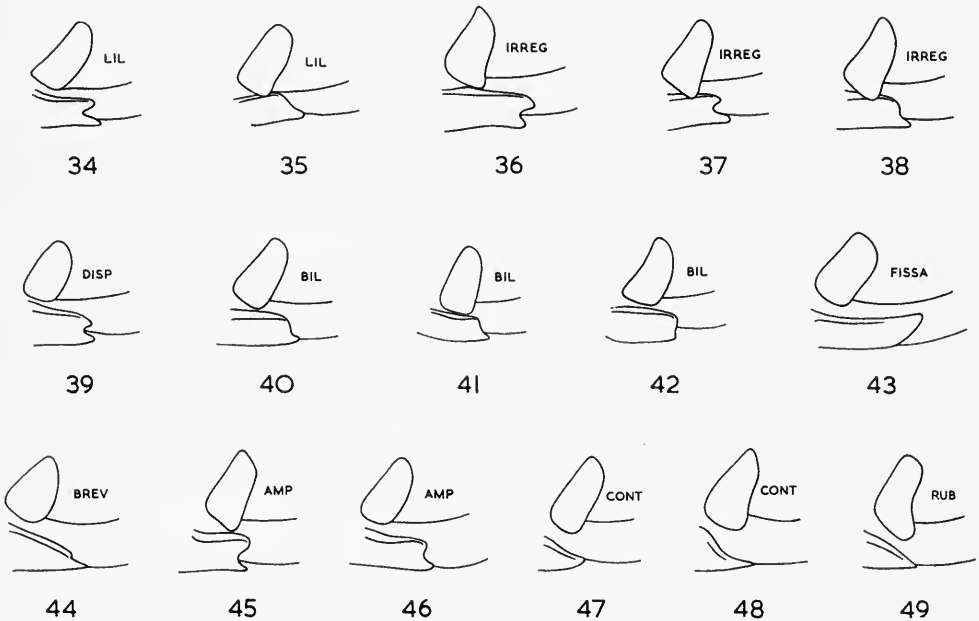 LIL LIL IRREG IRREG IRREG
34 35 36 37 38
DISP BIL BIL BIL FISSA
39 40 41 42 43
BREV AMP AMP CONT CONT RUB
44 45 46 47 48 49